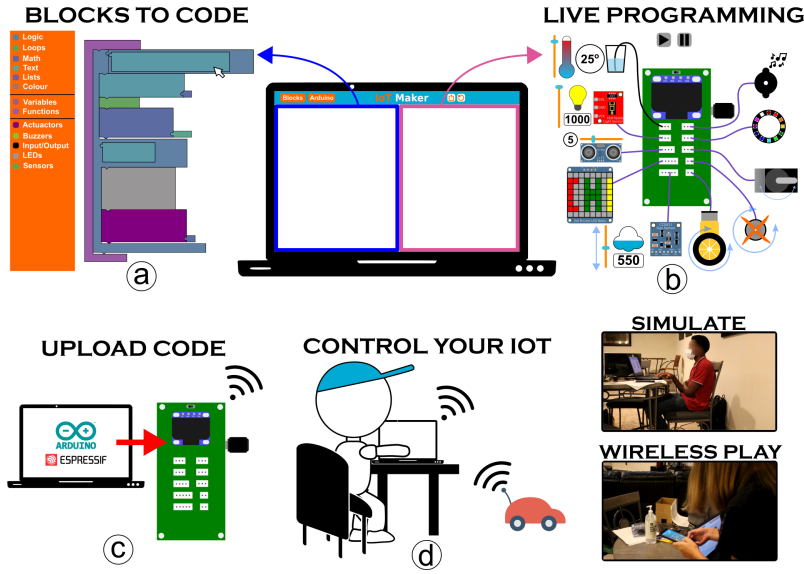 BLOCKS TO CODE
LIVE PROGRAMMING
Logic
Loops
Math
Text
Lists
Colour
Variables
Functions
Actuactors
Buzzers
Input/Output
LEDs
Sensors
Blocks
Arduino
IoT Maker
25º
1000
5
550
a
b
UPLOAD CODE
CONTROL YOUR IOT
SIMULATE
ARDUINO
ESPRESSIF
WIRELESS PLAY
c
d